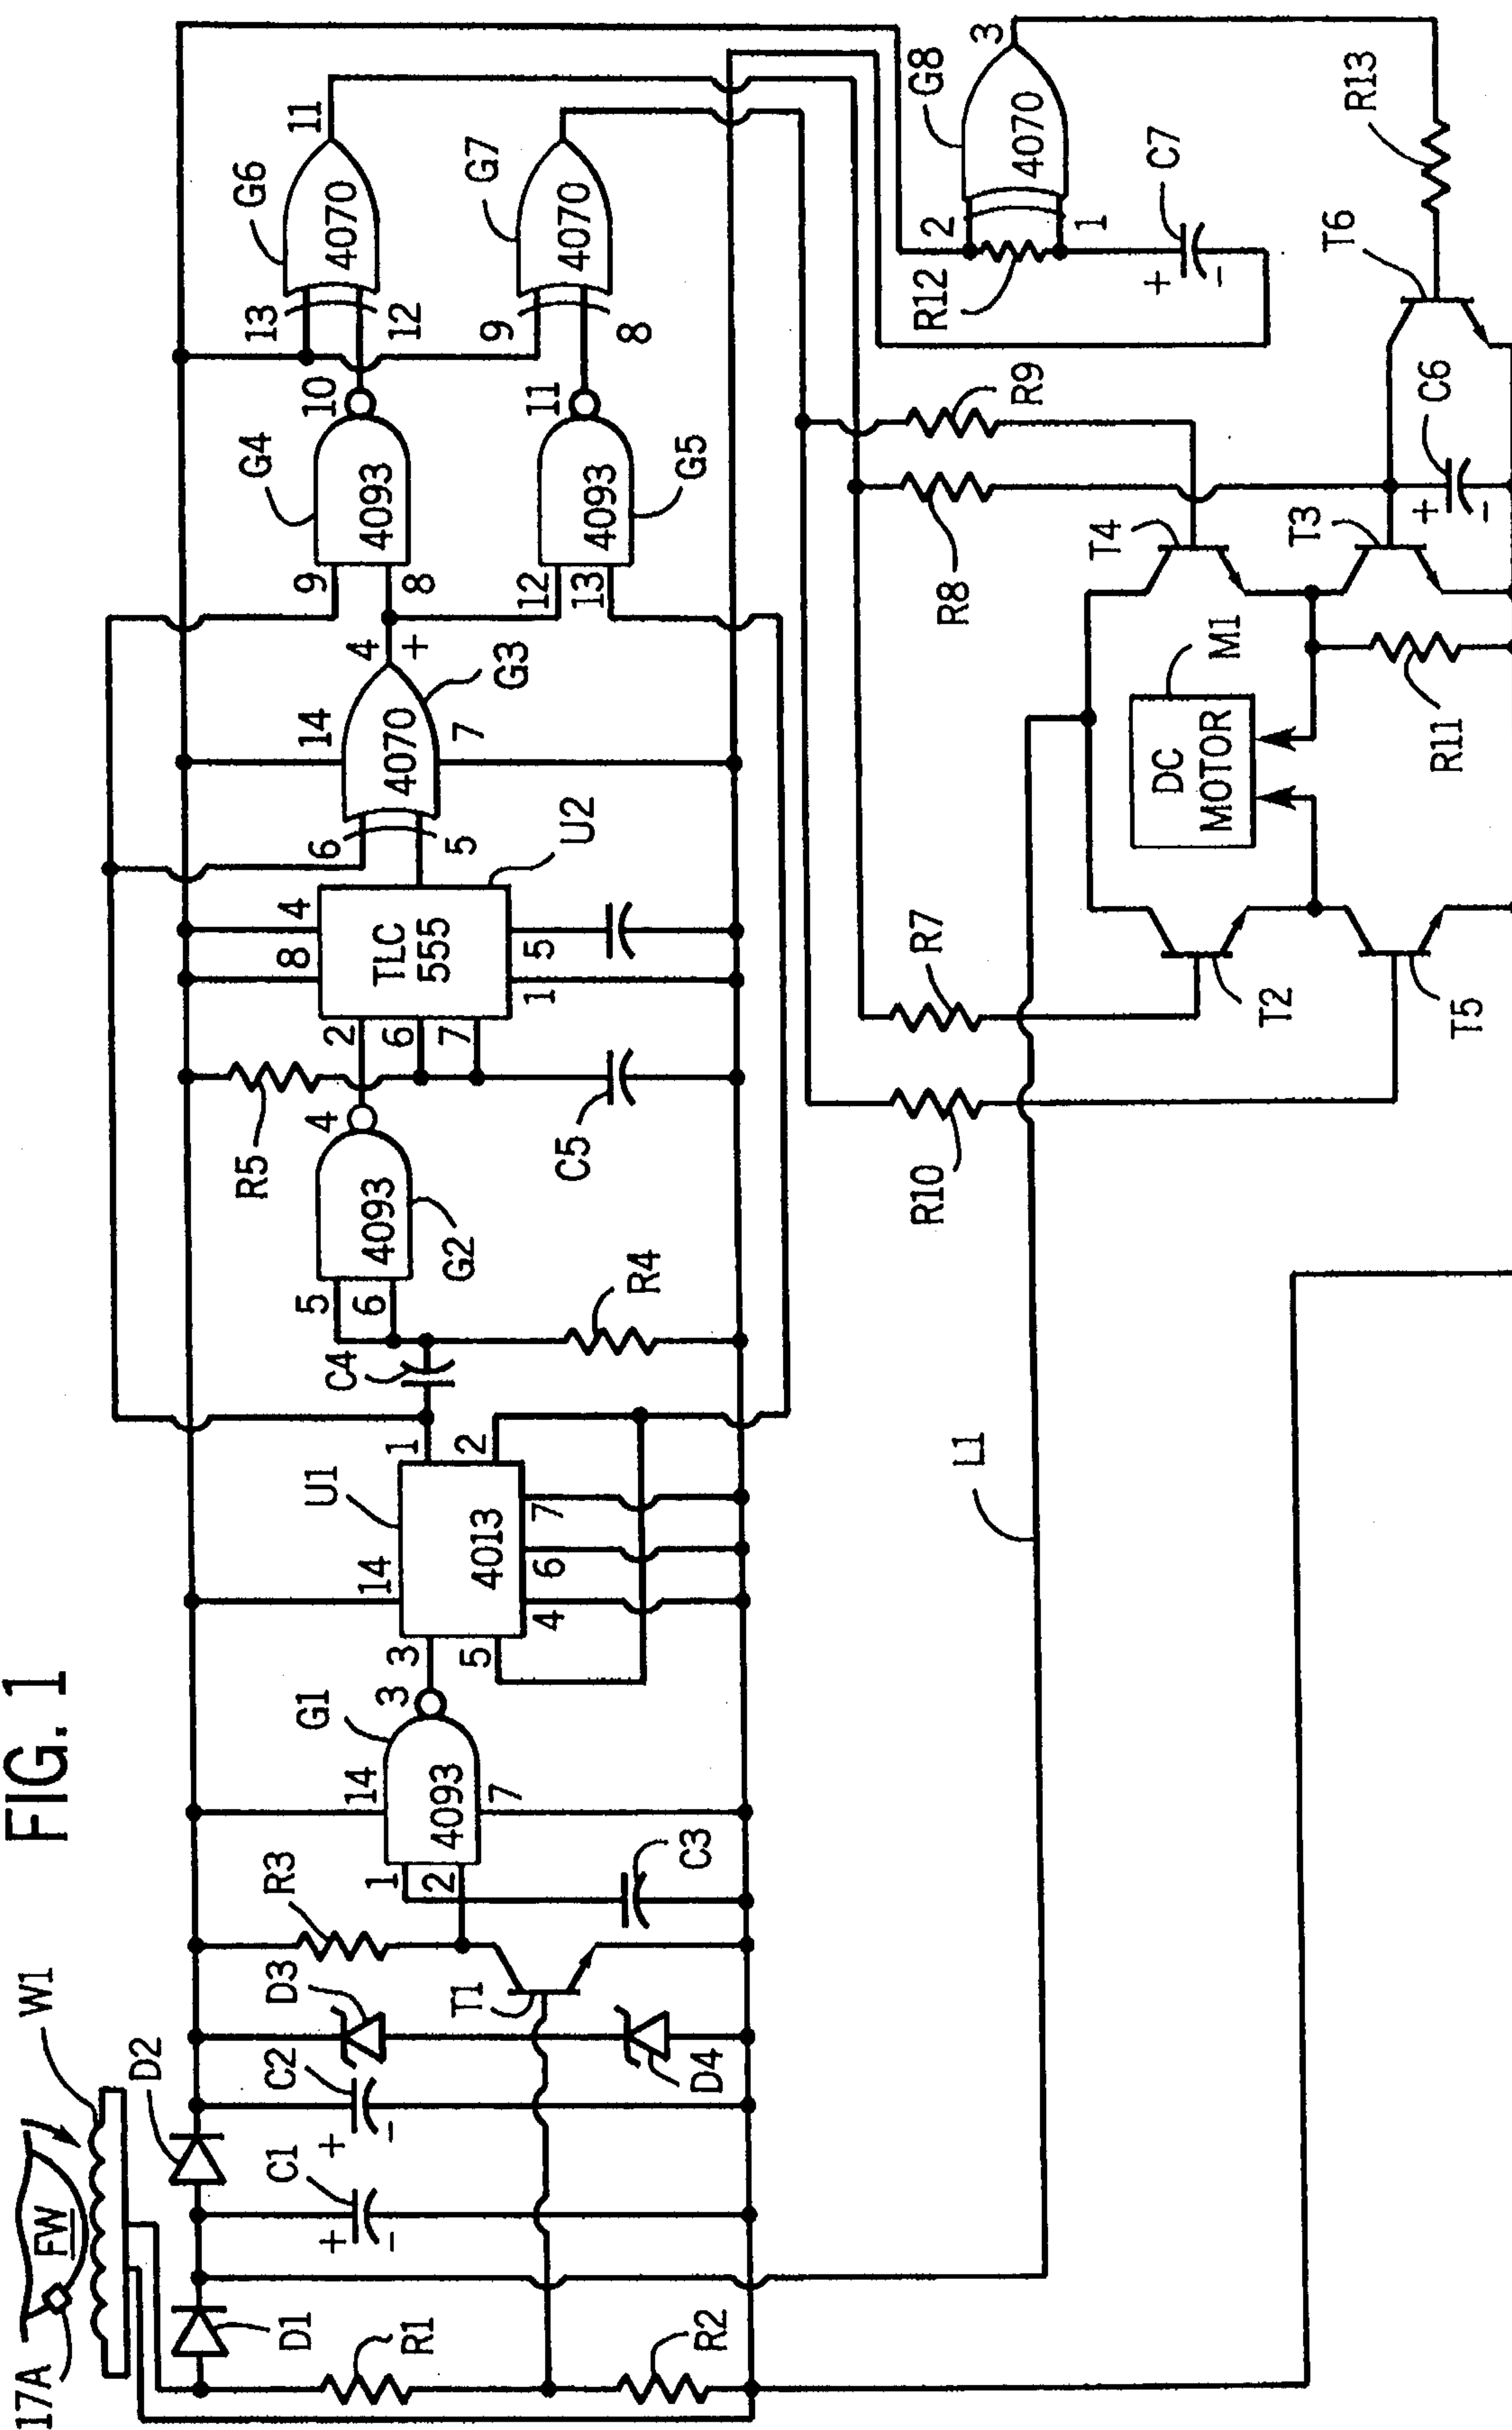 FIG. 1
17A
FW
W1
D1
D2
R1
R2
C1
+
-
C2
+
-
D3
D4
T1
R3
C3
G1
4093
1
2
14
7
3
U1
4013
3
5
14
4
6
7
1
2
C4
R4
G2
4093
5
6
4
R5
C5
U2
TLC
555
2
6
7
8
4
1
5
G3
4070
6
5
14
7
4
+
G4
4093
9
8
10
G5
4093
12
13
11
G6
4070
13
12
11
G7
4070
9
8
11
G8
4070
2
1
3
R12
C7
+
-
R13
T6
L1
R10
R7
R8
R9
T2
T5
T4
T3
DC
MOTOR
M1
R11
C6
+
-